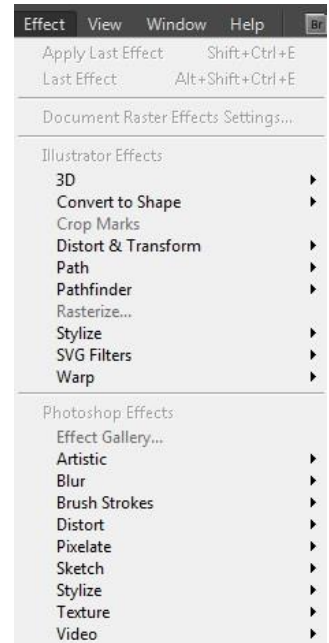 Effect View Window Help Br
Apply Last Effect Shift+Ctrl+E
Last Effect Alt+Shift+Ctrl+E
Document Raster Effects Settings...
Illustrator Effects
3D
Convert to Shape
Crop Marks
Distort & Transform
Path
Pathfinder
Rasterize...
Stylize
SVG Filters
Warp
Photoshop Effects
Effect Gallery...
Artistic
Blur
Brush Strokes
Distort
Pixelate
Sketch
Stylize
Texture
Video